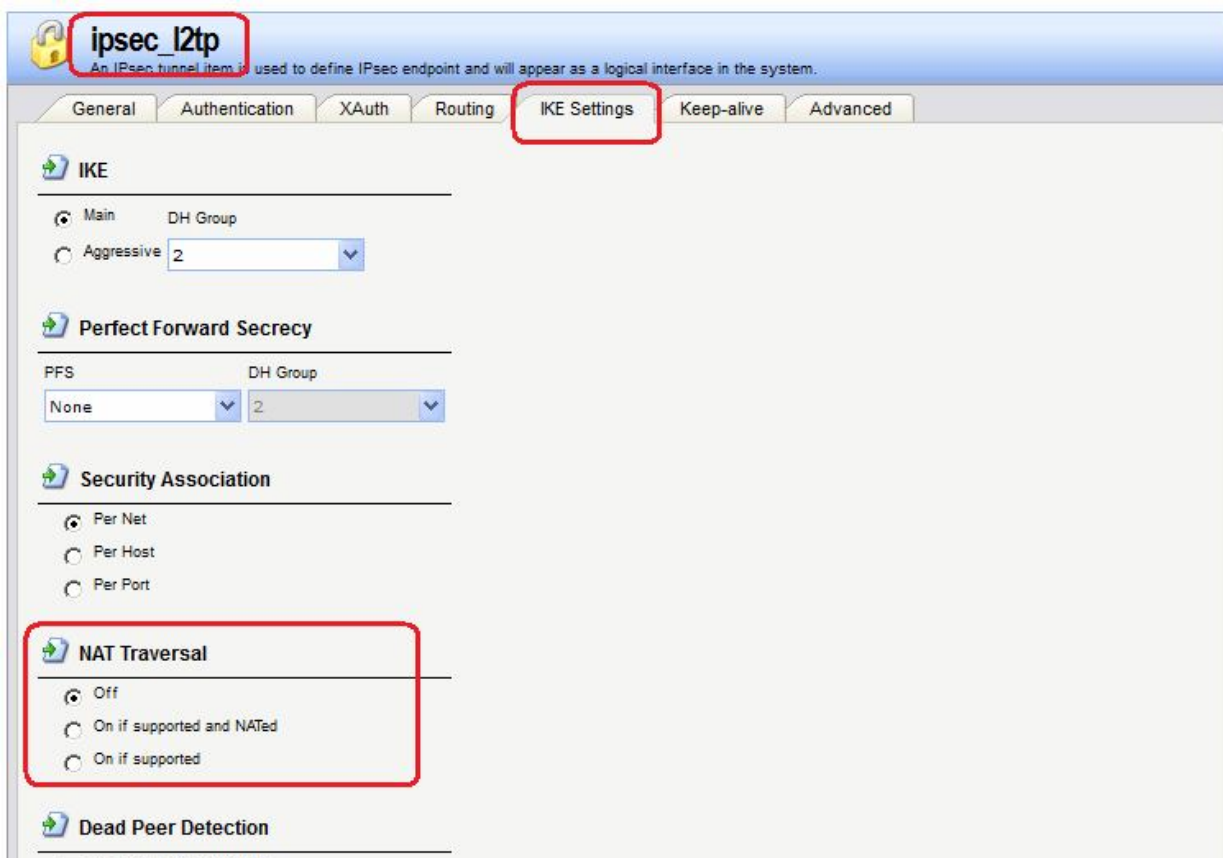 ipsec_l2tp
An IPsec tunnel item is used to define IPsec endpoint and will appear as a logical interface in the system.
General Authentication XAuth Routing IKE Settings Keep-alive Advanced
IKE
Main DH Group
Aggressive 2
Perfect Forward Secrecy
PFS DH Group
None 2
Security Association
Per Net
Per Host
Per Port
NAT Traversal
Off
On if supported and NATed
On if supported
Dead Peer Detection